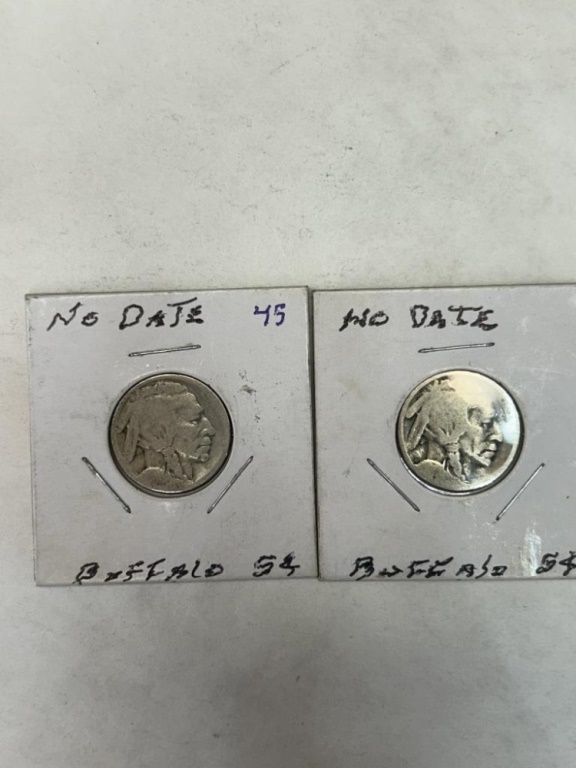 NO DATE 45
BUFFALO 5¢
NO DATE
BUFFALO 5¢